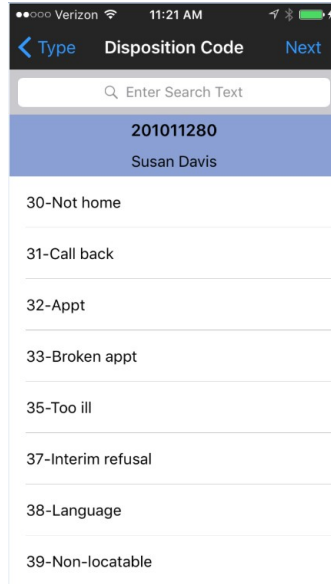 Verizon 11:21 AM
Type Disposition Code Next
Enter Search Text
201011280
Susan Davis
30-Not home
31-Call back
32-Appt
33-Broken appt
35-Too ill
37-Interim refusal
38-Language
39-Non-locatable